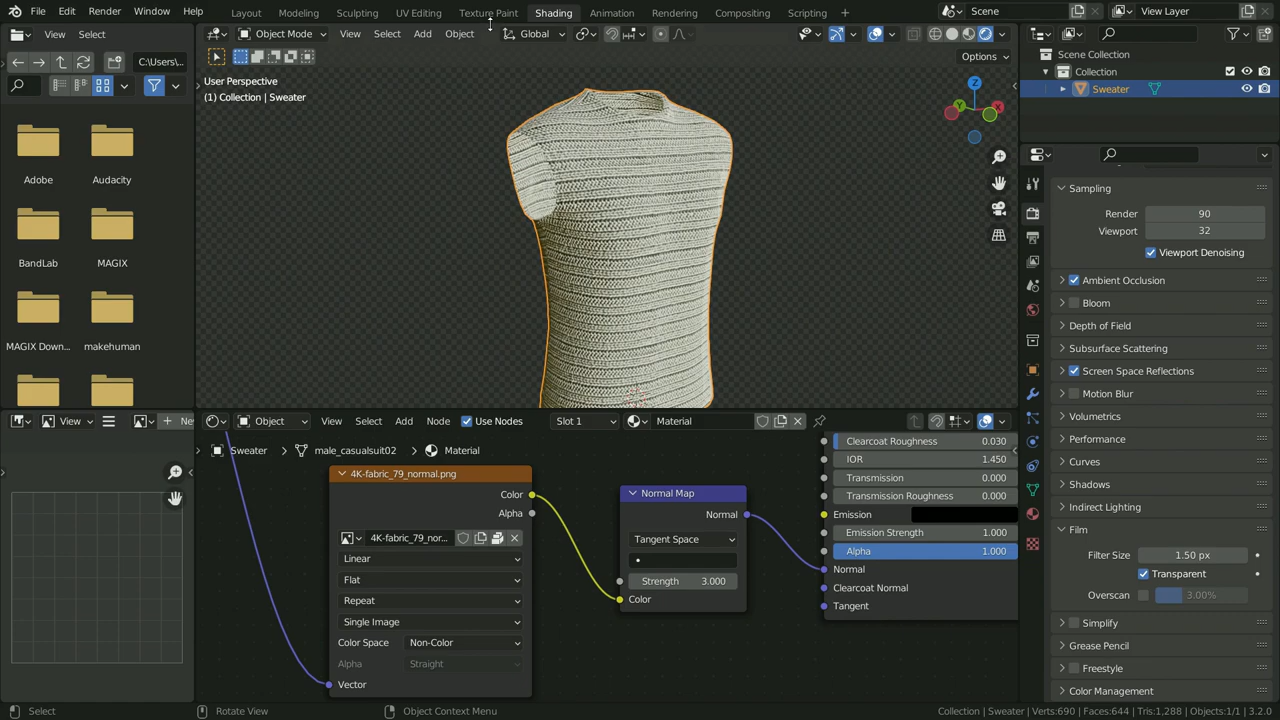 File Edit Render Window Help Layout Modeling Sculpting UV Editing Texture Paint Shading Animation Rendering Compositing Scripting + Scene View Layer
View Select Object Mode View Select Add Object Global
C:\Users\... Options
Scene Collection
Collection
Sweater
User Perspective
(1) Collection | Sweater
Z
Y
X
Adobe Audacity
BandLab MAGIX
MAGIX Down... makehuman
Sampling
Render 90
Viewport 32
Viewport Denoising
Ambient Occlusion
Bloom
Depth of Field
Subsurface Scattering
Screen Space Reflections
Motion Blur
Volumetrics
Performance
Curves
Shadows
Indirect Lighting
Film
Filter Size 1.50 px
Transparent
Overscan 3.00%
Simplify
Grease Pencil
Freestyle
Color Management
View + New Object View Select Add Node Use Nodes Slot 1 Material
Sweater male_casualsuit02 Material
4K-fabric_79_normal.png
Color
Alpha
4K-fabric_79_nor...
Linear
Flat
Repeat
Single Image
Color Space Non-Color
Alpha Straight
Vector
Normal Map
Normal
Tangent Space
Strength 3.000
Color
Clearcoat Roughness 0.030
IOR 1.450
Transmission 0.000
Transmission Roughness 0.000
Emission
Emission Strength 1.000
Alpha 1.000
Normal
Clearcoat Normal
Tangent
Select Rotate View Object Context Menu Collection | Sweater | Verts:690 | Faces:644 | Tris:1,288 | Objects:1/1 | 3.2.0